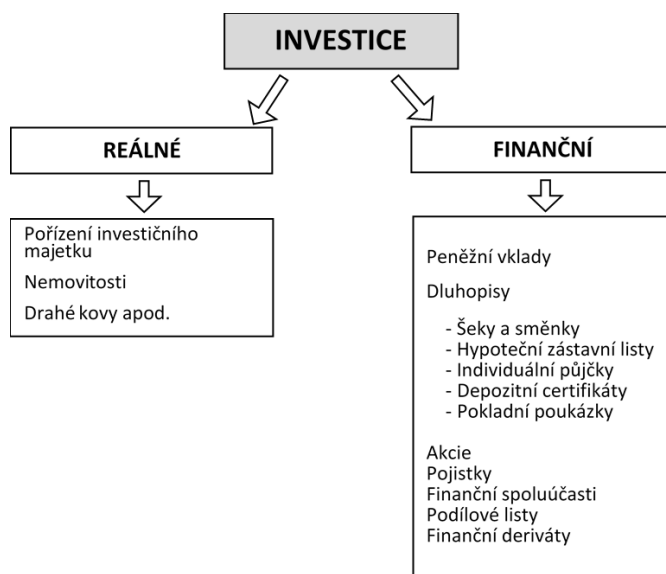 INVESTICE
REÁLNÉ
FINANČNÍ
Pořízení investičního
majetku
Nemovitosti
Drahé kovy apod.
Peněžní vklady
Dluhopisy
- Šeky a směnky
- Hypoteční zástavní listy
- Individuální půjčky
- Depozitní certifikáty
- Pokladní poukázky
Akcie
Pojistky
Finanční spoluúčasti
Podílové listy
Finanční deriváty